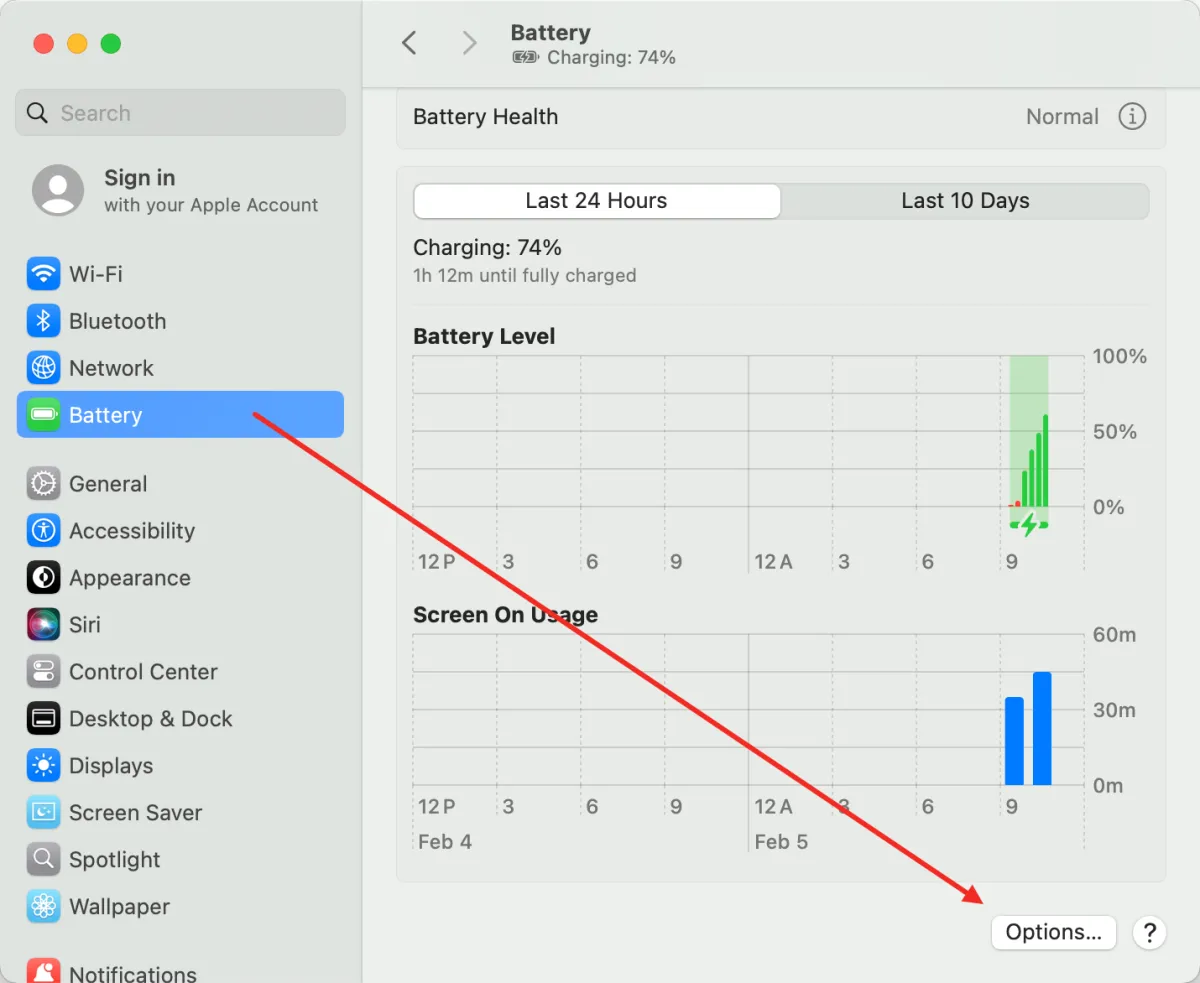 Search
Sign in
with your Apple Account
Wi-Fi
Bluetooth
Network
Battery
General
Accessibility
Appearance
Siri
Control Center
Desktop & Dock
Displays
Screen Saver
Spotlight
Wallpaper
Notifications
Battery
Charging: 74%
Battery Health Normal
Last 24 Hours Last 10 Days
Charging: 74%
1h 12m until fully charged
Battery Level
100%
50%
0%
12 P 3 6 9 12 A 3 6 9
Screen On Usage
60m
30m
0m
12 P 3 6 9 12 A 3 6 9
Feb 4 Feb 5
Options... ?